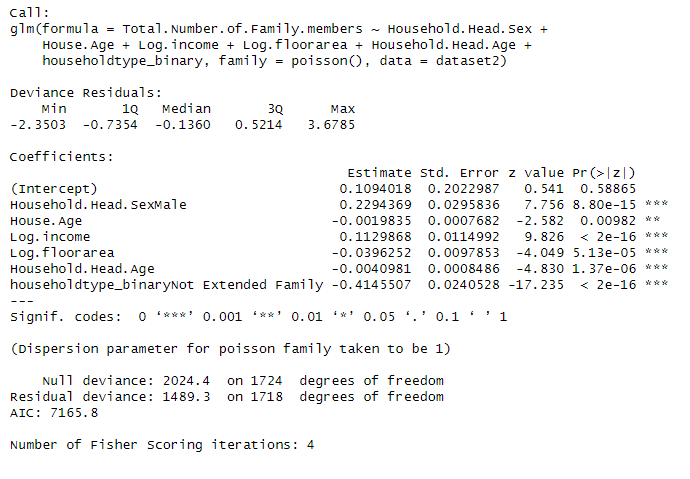 Call:
glm(formula = Total.Number.of.Family.members ~ Household.Head.Sex +
    House.Age + Log.income + Log.floorarea + Household.Head.Age +
    householdtype_binary, family = poisson(), data = dataset2)

Deviance Residuals:
    Min       1Q   Median       3Q      Max
-2.3503  -0.7354  -0.1360   0.5214   3.6785

Coefficients:
                                          Estimate Std. Error z value Pr(>|z|)
(Intercept)                              0.1094018  0.2022987   0.541  0.58865
Household.Head.SexMale                   0.2294369  0.0295836   7.756 8.80e-15 ***
House.Age                               -0.0019835  0.0007682  -2.582  0.00982 **
Log.income                               0.1129868  0.0114992   9.826  < 2e-16 ***
Log.floorarea                           -0.0396252  0.0097853  -4.049 5.13e-05 ***
Household.Head.Age                      -0.0040981  0.0008486  -4.830 1.37e-06 ***
householdtype_binaryNot Extended Family -0.4145507  0.0240528 -17.235  < 2e-16 ***
---
Signif. codes:  0 ‘***’ 0.001 ‘**’ 0.01 ‘*’ 0.05 ‘.’ 0.1 ‘ ’ 1

(Dispersion parameter for poisson family taken to be 1)

    Null deviance: 2024.4  on 1724  degrees of freedom
Residual deviance: 1489.3  on 1718  degrees of freedom
AIC: 7165.8

Number of Fisher Scoring iterations: 4